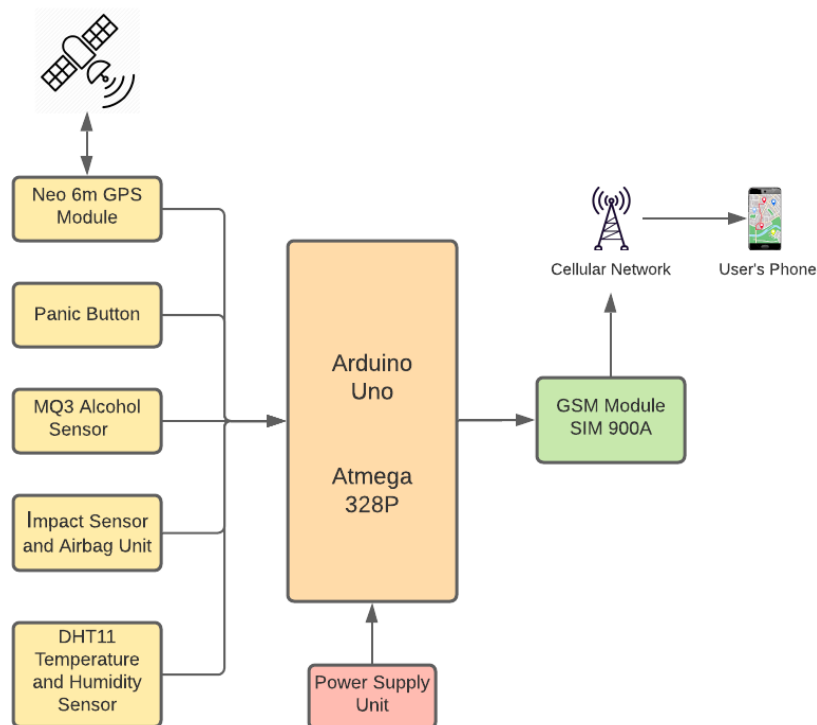 Neo 6m GPS
Module
Panic Button
MQ3 Alcohol
Sensor
Impact Sensor
and Airbag Unit
DHT11
Temperature
and Humidity
Sensor
Arduino
Uno
Atmega
328P
Power Supply
Unit
GSM Module
SIM 900A
Cellular Network
User's Phone